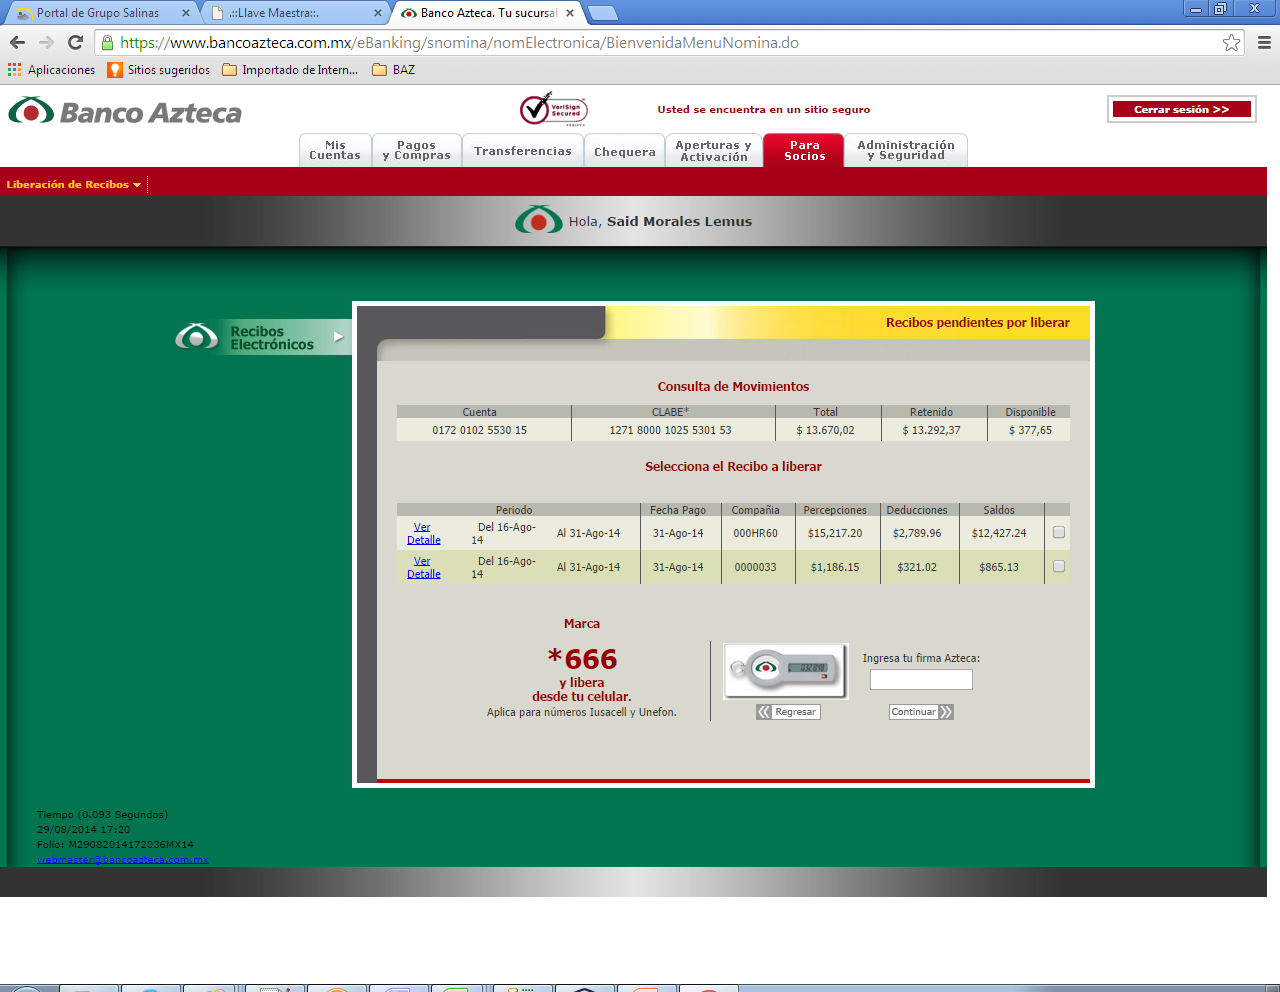 Portal de Grupo Salinas
.::Llave Maestra::.
Banco Azteca. Tu sucursal
https://www.bancoazteca.com.mx/eBanking/snomina/nomElectronica/BienvenidaMenuNomina.do
Aplicaciones Sitios sugeridos Importado de Intern... BAZ
Banco Azteca
VeriSign Secured
VERIFY
Usted se encuentra en un sitio seguro
Cerrar sesión >>
Mis Cuentas
Pagos y Compras
Transferencias
Chequera
Aperturas y Activación
Para Socios
Administración y Seguridad
Liberación de Recibos
Hola, Said Morales Lemus
Recibos
Electrónicos
Recibos pendientes por liberar
Consulta de Movimientos
Cuenta CLABE* Total Retenido Disponible
0172 0102 5530 15 1271 8000 1025 5301 53 $ 13.670,02 $ 13.292,37 $ 377,65
Selecciona el Recibo a liberar
Periodo Fecha Pago Compañia Percepciones Deducciones Saldos
Ver Detalle Del 16-Ago-14 Al 31-Ago-14 31-Ago-14 000HR60 $15,217.20 $2,789.96 $12,427.24
Ver Detalle Del 16-Ago-14 Al 31-Ago-14 31-Ago-14 0000033 $1,186.15 $321.02 $865.13
Marca
*666
y libera
desde tu celular.
Aplica para números Iusacell y Unefon.
Ingresa tu firma Azteca:
Regresar
Continuar
Tiempo (0.093 Segundos)
29/08/2014 17:20
Folio: M29082014172036MX14
webmaster@bancoazteca.com.mx